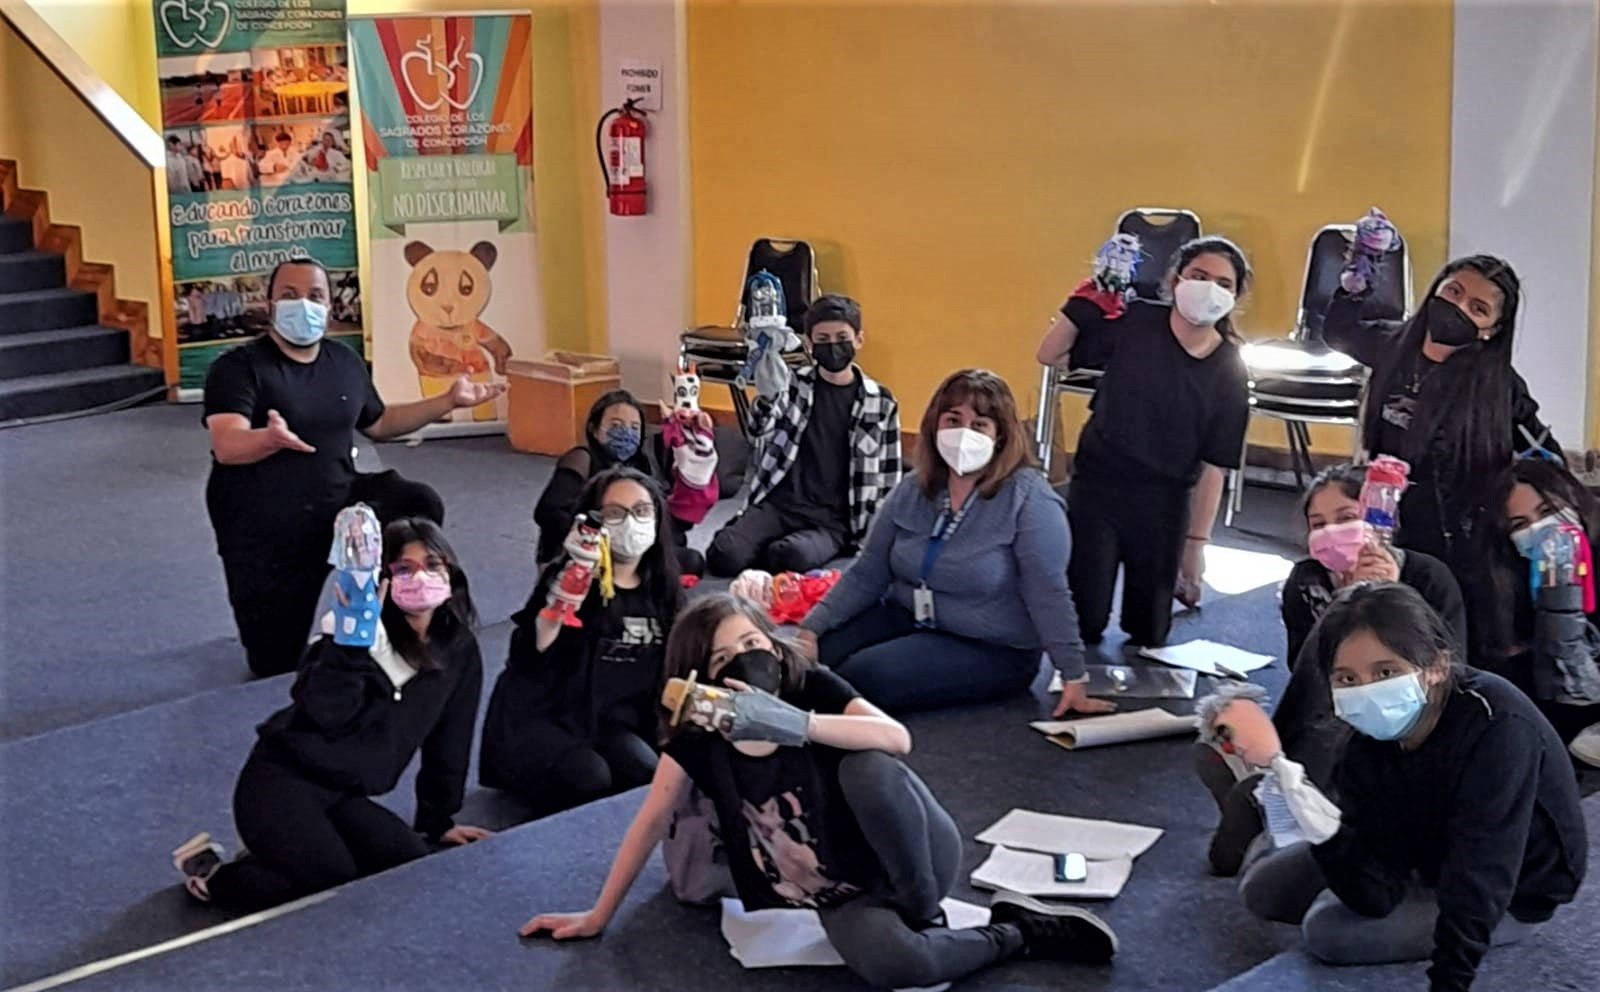 COLEGIO DE LOS
SAGRADOS CORAZONES
DE CONCEPCIÓN
Educando Corazones
para transformar
el mundo
COLEGIO DE LOS
SAGRADOS CORAZONES
DE CONCEPCIÓN
RESPETAR Y VALORAR
NO DISCRIMINAR
PROHIBIDO
FUMAR